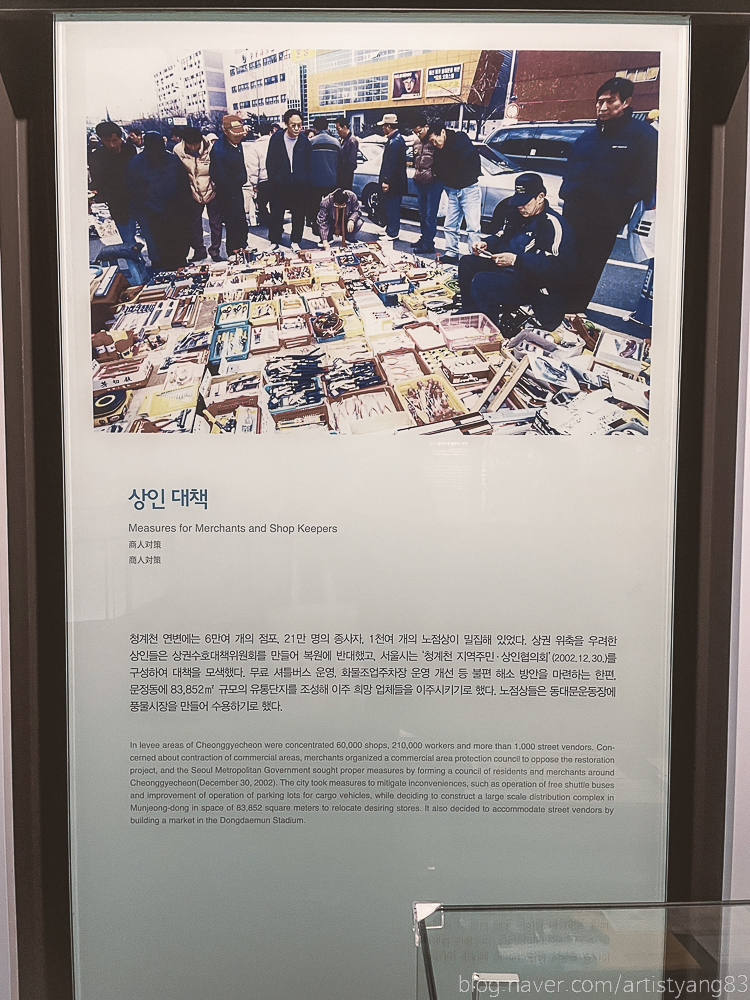 상인 대책
Measures for Merchants and Shop Keepers
商人对策
商人対策
청계천 연변에는 6만여 개의 점포, 21만 명의 종사자, 1천여 개의 노점상이 밀집해 있었다. 상권 위축을 우려한
상인들은 상권수호대책위원회를 만들어 복원에 반대했고, 서울시는 '청계천 지역주민·상인협의회'(2002.12.30.)를
구성하여 대책을 모색했다. 무료 셔틀버스 운영, 화물조업주차장 운영 개선 등 불편 해소 방안을 마련하는 한편,
문정동에 83,852㎡ 규모의 유통단지를 조성해 이주 희망 업체들을 이주시키기로 했다. 노점상들은 동대문운동장에
풍물시장을 만들어 수용하기로 했다.
In levee areas of Cheonggyecheon were concentrated 60,000 shops, 210,000 workers and more than 1,000 street vendors. Con-
cerned about contraction of commercial areas, merchants organized a commercial area protection council to oppose the restoration
project, and the Seoul Metropolitan Government sought proper measures by forming a council of residents and merchants around
Cheonggyecheon(December 30, 2002). The city took measures to mitigate inconveniences, such as operation of free shuttle buses
and improvement of operation of parking lots for cargo vehicles, while deciding to construct a large scale distribution complex in
Munjeong-dong in space of 83,852 square meters to relocate desiring stores. It also decided to accommodate street vendors by
building a market in the Dongdaemun Stadium.
blog.naver.com/artistyang83